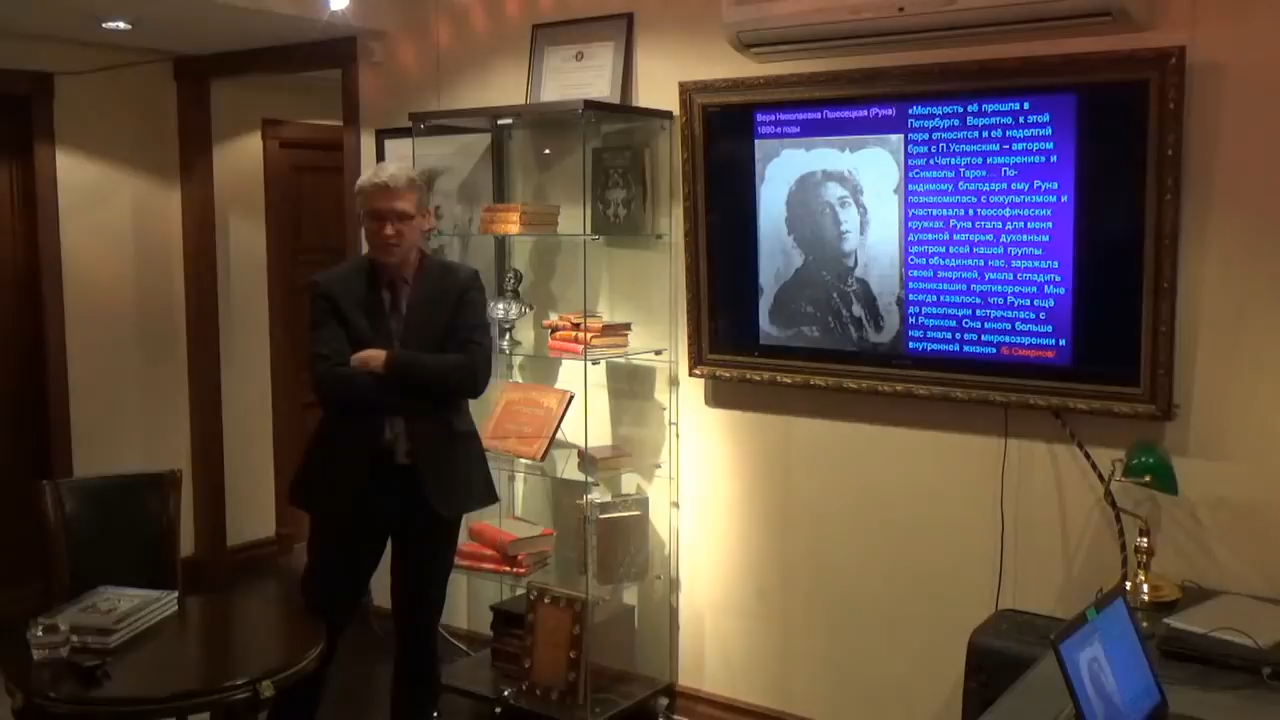 Вера Николаевна Пшесецкая (Руна)
1890-е годы
«Молодость её прошла в
Петербурге. Вероятно, к этой
поре относится и её недолгий
брак с П.Успенским – автором
книг «Четвёртое измерение» и
«Символы Таро»... По-
видимому, благодаря ему Руна
познакомилась с оккультизмом и
участвовала в теософических
кружках. Руна стала для меня
духовной матерью, духовным
центром всей нашей группы.
Она объединяла нас, заражала
своей энергией, умела сгладить
возникавшие противоречия. Мне
всегда казалось, что Руна ещё
до революции встречалась с
Н.Рерихом. Она много больше
нас знала о его мировоззрении и
внутренней жизни» /Б.Смирнов/